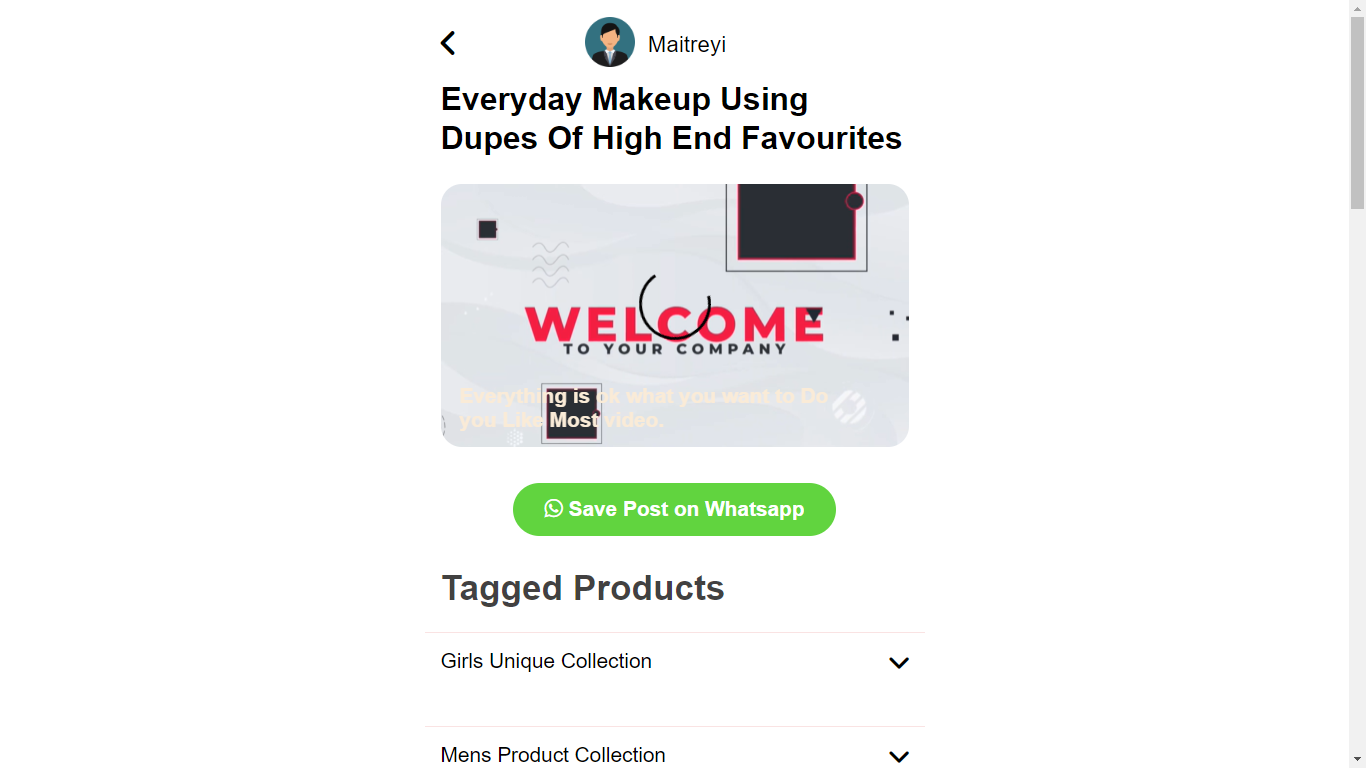 Maitreyi
Everyday Makeup Using
Dupes Of High End Favourites
WELCOME
TO YOUR COMPANY
Everything is ok what you want to Do
you Like Most video.
Save Post on Whatsapp
Tagged Products
Girls Unique Collection
Mens Product Collection